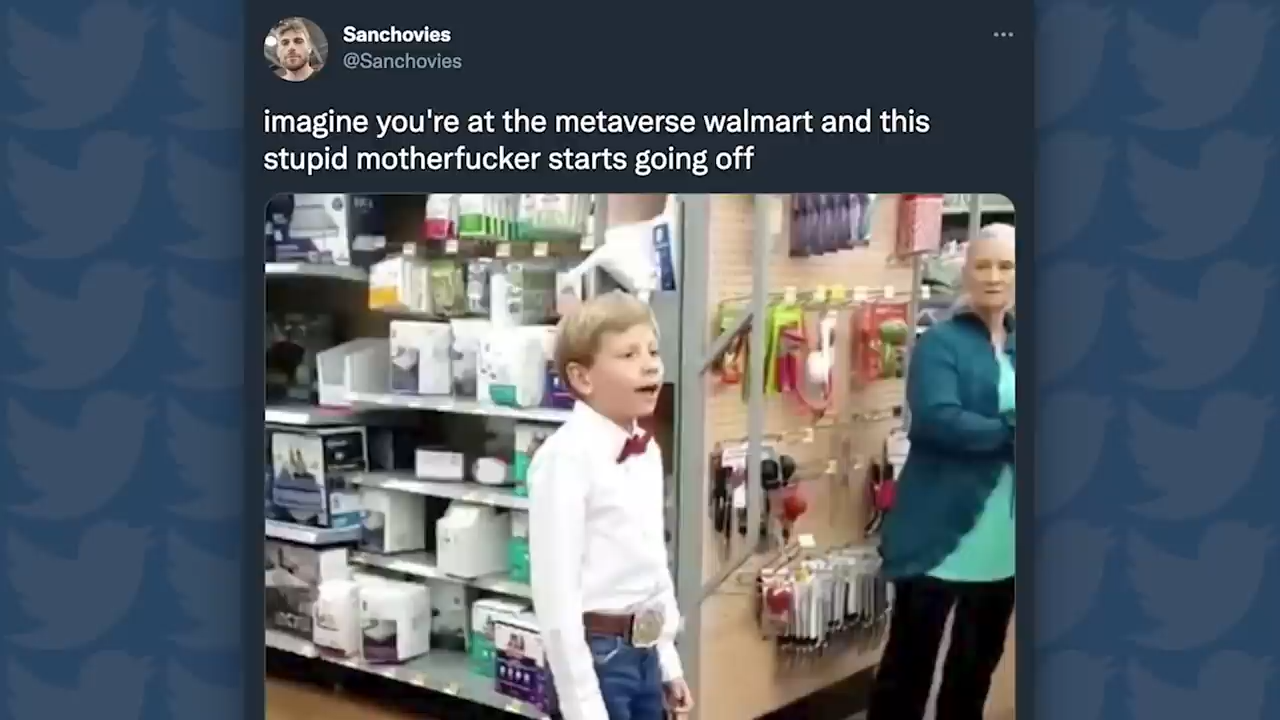 Sanchovies
@Sanchovies
imagine you're at the metaverse walmart and this
stupid motherfucker starts going off